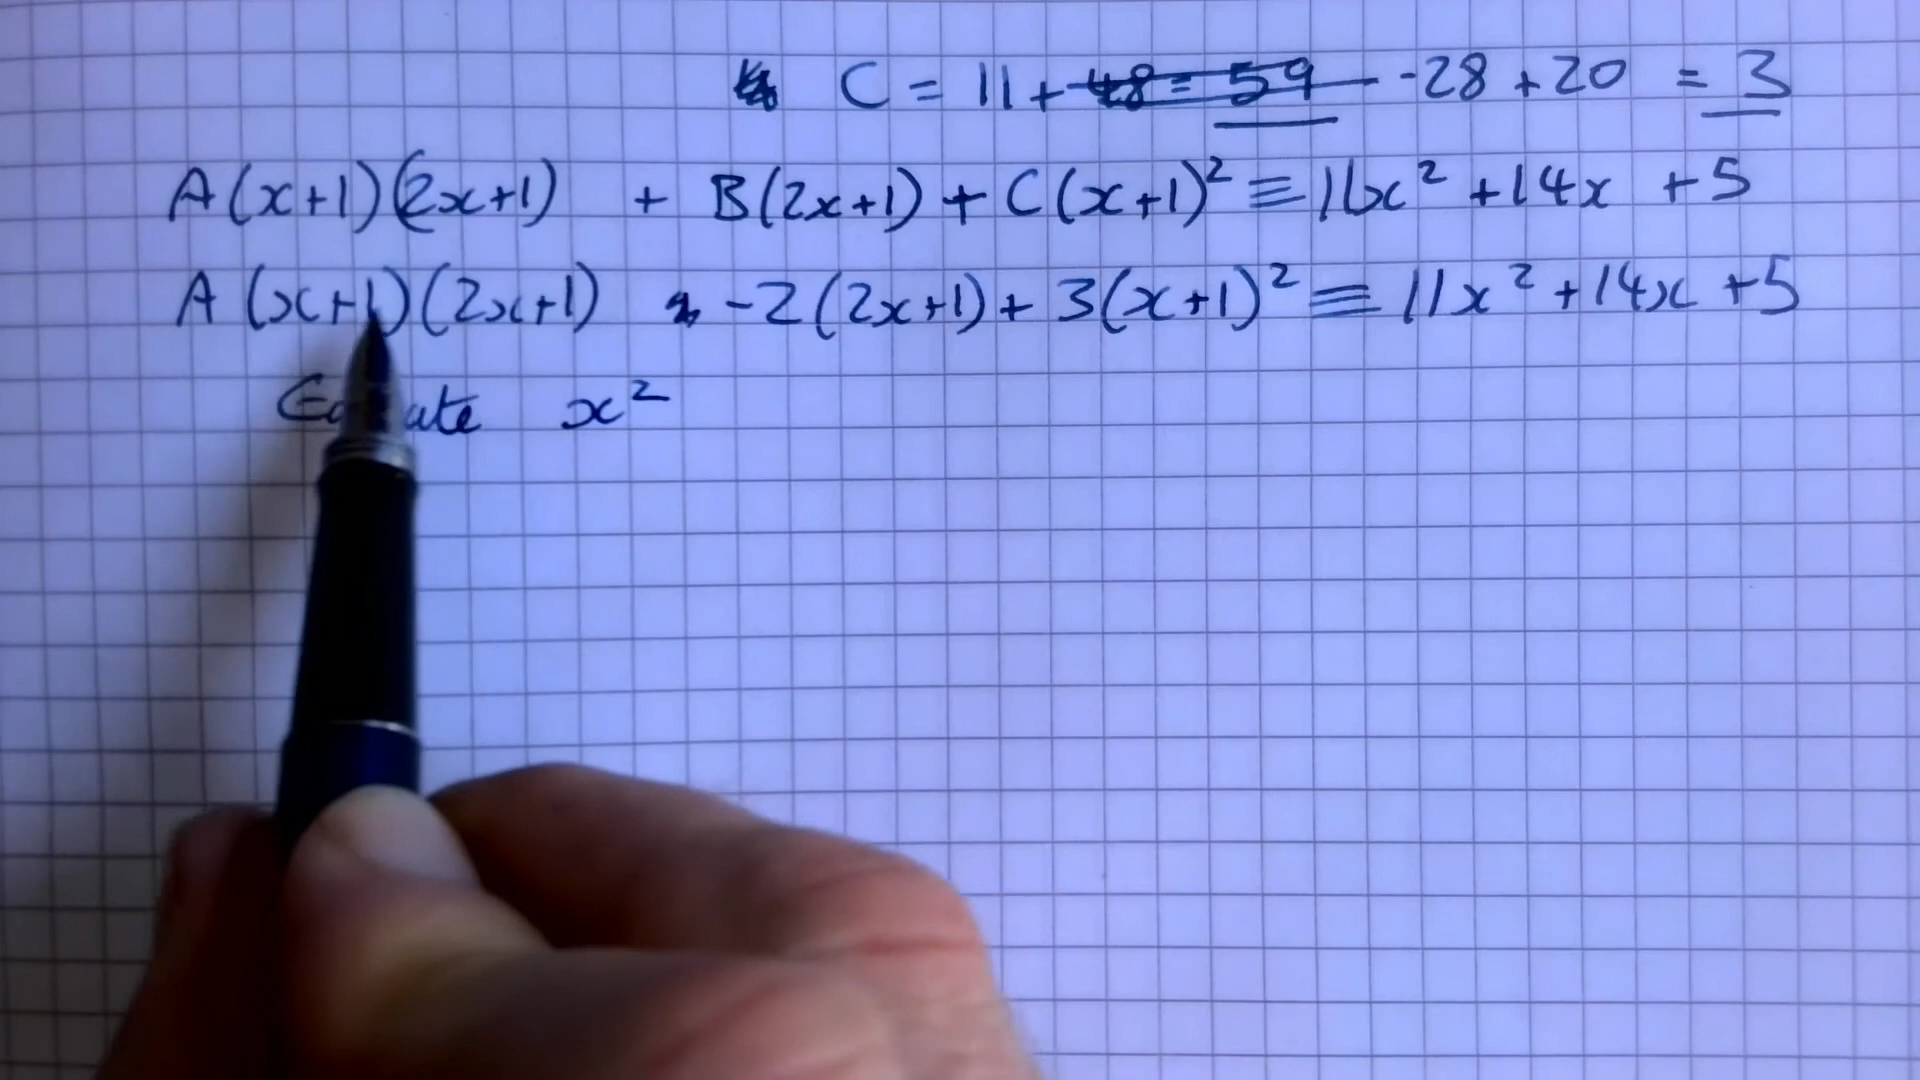 C = 11 + 48 = 59 -28 + 20 = 3
A(x+1)(2x+1) + B(2x+1) + C(x+1)² ≡ 11x² + 14x + 5
A(x+1)(2x+1) -2(2x+1) + 3(x+1)² ≡ 11x² + 14x + 5
Equate x²